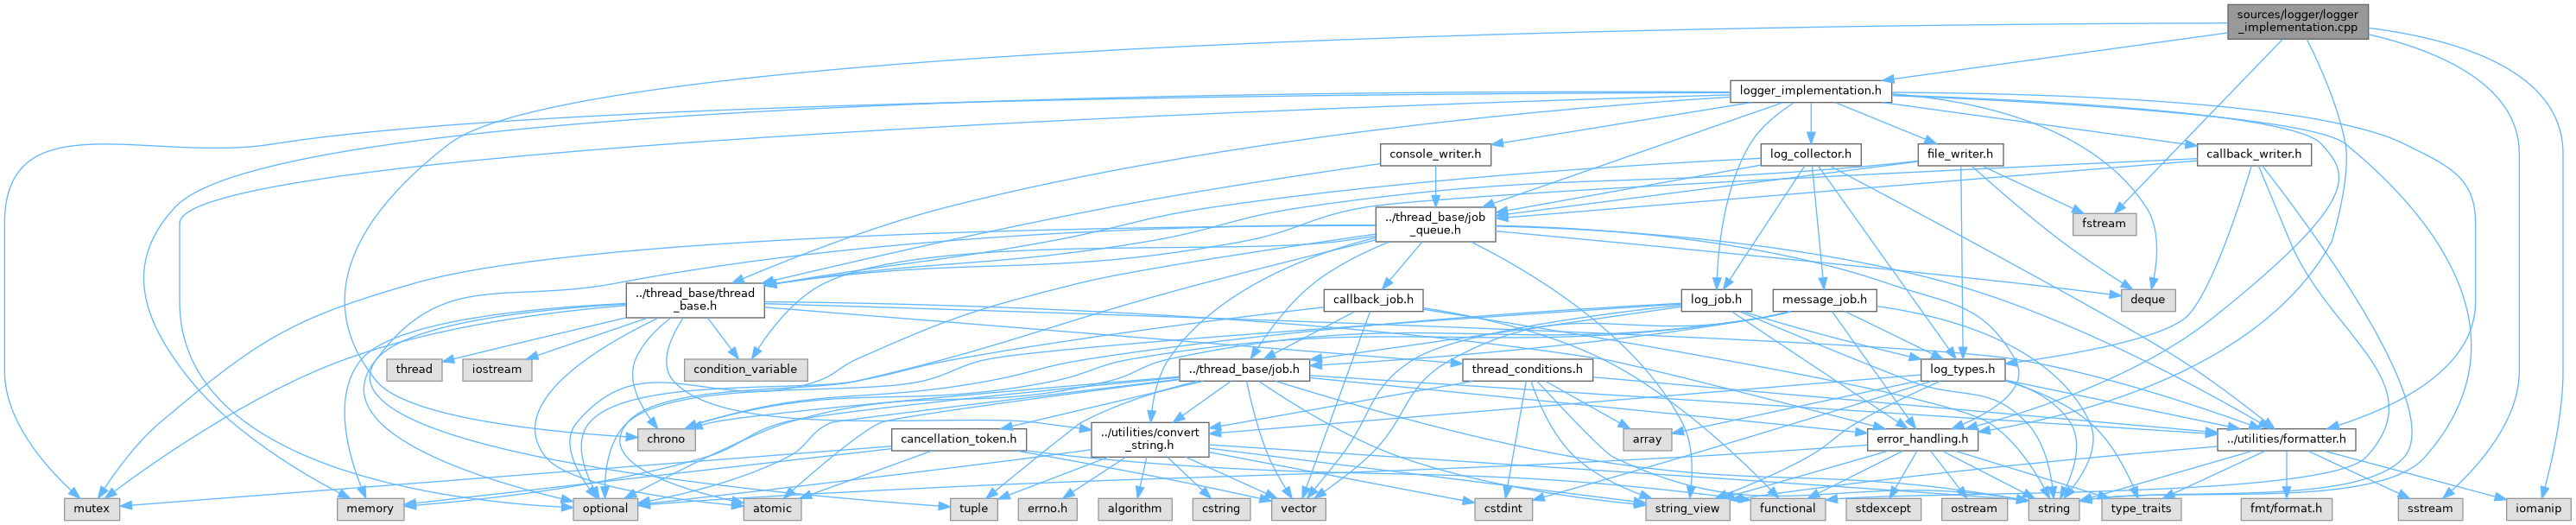 sources/logger/logger
_implementation.cpp
logger_implementation.h
console_writer.h
log_collector.h
file_writer.h
callback_writer.h
../thread_base/job
_queue.h
fstream
../thread_base/thread
_base.h
callback_job.h
log_job.h
message_job.h
deque
thread
iostream
condition_variable
../thread_base/job.h
thread_conditions.h
log_types.h
chrono
cancellation_token.h
../utilities/convert
_string.h
array
error_handling.h
../utilities/formatter.h
mutex
memory
optional
atomic
tuple
errno.h
algorithm
cstring
vector
cstdint
string_view
functional
stdexcept
ostream
string
type_traits
fmt/format.h
sstream
iomanip